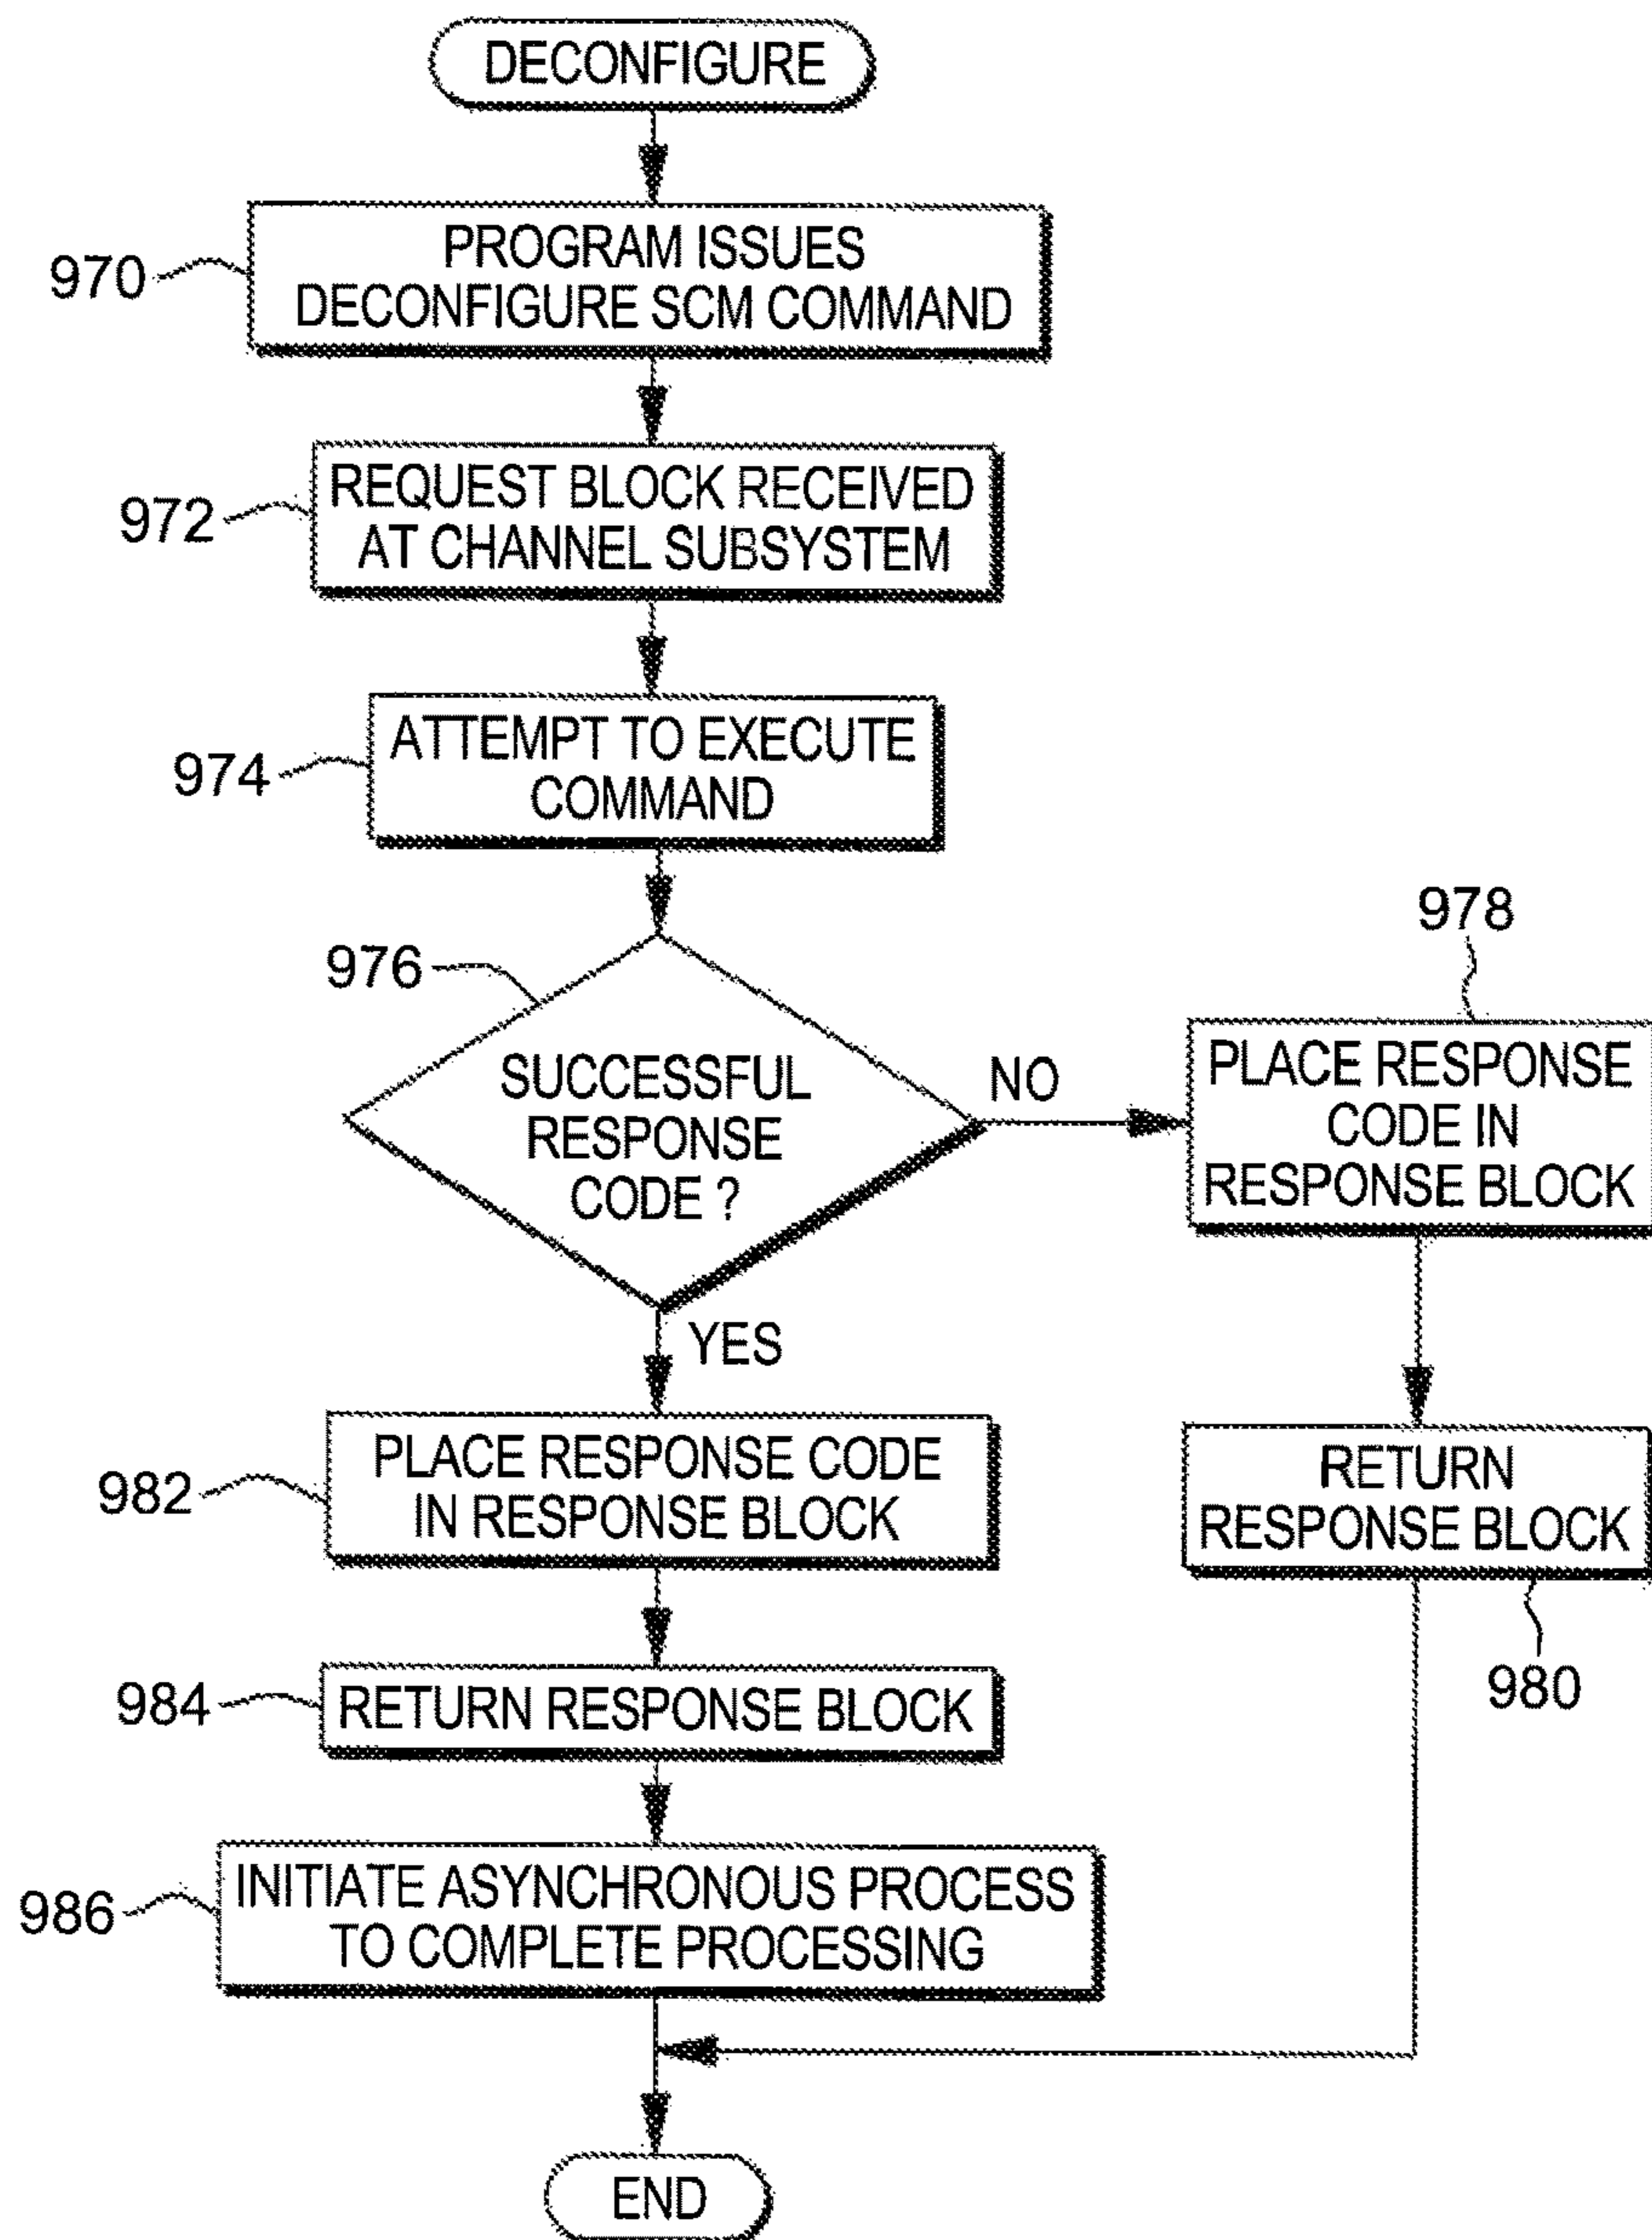 DECONFIGURE
970
PROGRAM ISSUES
DECONFIGURE SCM COMMAND
972
REQUEST BLOCK RECEIVED
AT CHANNEL SUBSYSTEM
974
ATTEMPT TO EXECUTE
COMMAND
976
SUCCESSFUL
RESPONSE
CODE ?
NO
978
PLACE RESPONSE
CODE IN
RESPONSE BLOCK
RETURN
RESPONSE BLOCK
980
YES
982
PLACE RESPONSE CODE
IN RESPONSE BLOCK
984
RETURN RESPONSE BLOCK
986
INITIATE ASYNCHRONOUS PROCESS
TO COMPLETE PROCESSING
END